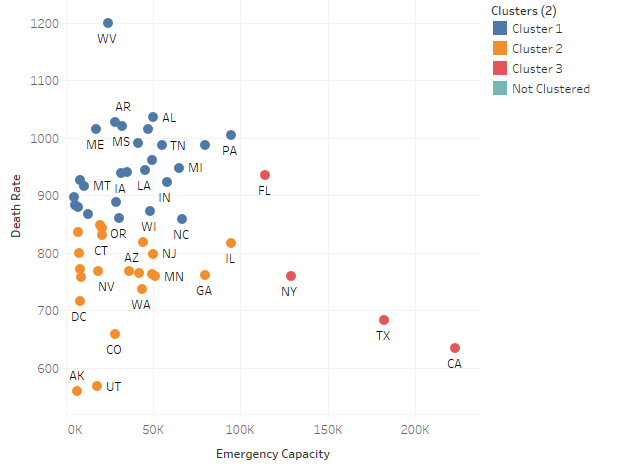 Clusters (2)
Cluster 1
Cluster 2
Cluster 3
Not Clustered
1200
1100
1000
900
800
700
600
Death Rate
WV
AR
AL
ME
MS
TN
PA
MI
MT
IA
LA
IN
FL
OR
WI
NC
CT
AZ
NJ
IL
NV
MN
GA
NY
WA
DC
TX
CO
CA
AK
UT
0K
50K
100K
150K
200K
Emergency Capacity